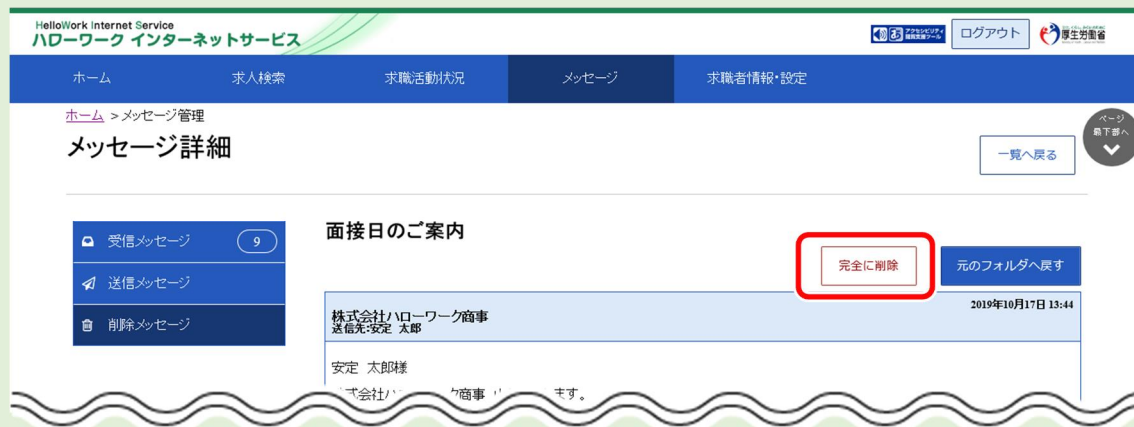 HelloWork Internet Service
ハローワーク インターネットサービス
ログアウト
厚生労働省
ホーム 求人検索 求職活動状況 メッセージ 求職者情報・設定
ホーム >メッセージ管理
ページ
最下部へ
メッセージ詳細
一覧へ戻る
受信メッセージ 9
送信メッセージ
削除メッセージ
面接日のご案内
完全に削除
元のフォルダへ戻す
株式会社ハローワーク商事
送信先:安定 太郎
2019年10月17日 13:44
安定 太郎様